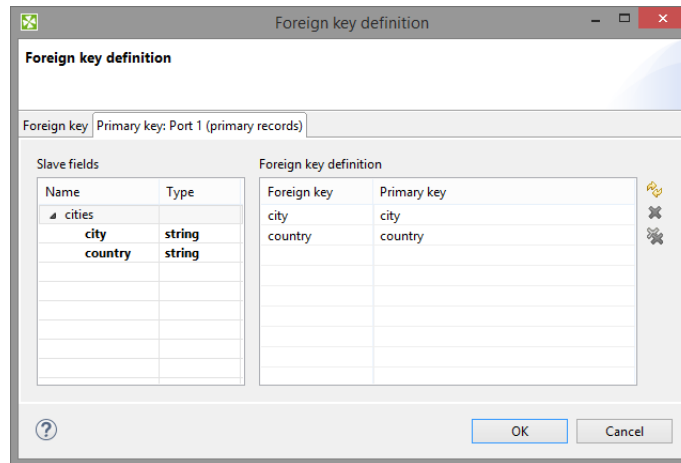 Foreign key definition
Foreign key definition
Foreign key Primary key: Port 1 (primary records)
Slave fields Foreign key definition
Name Type Foreign key Primary key
cities city city
city string country country
country string
? OK Cancel